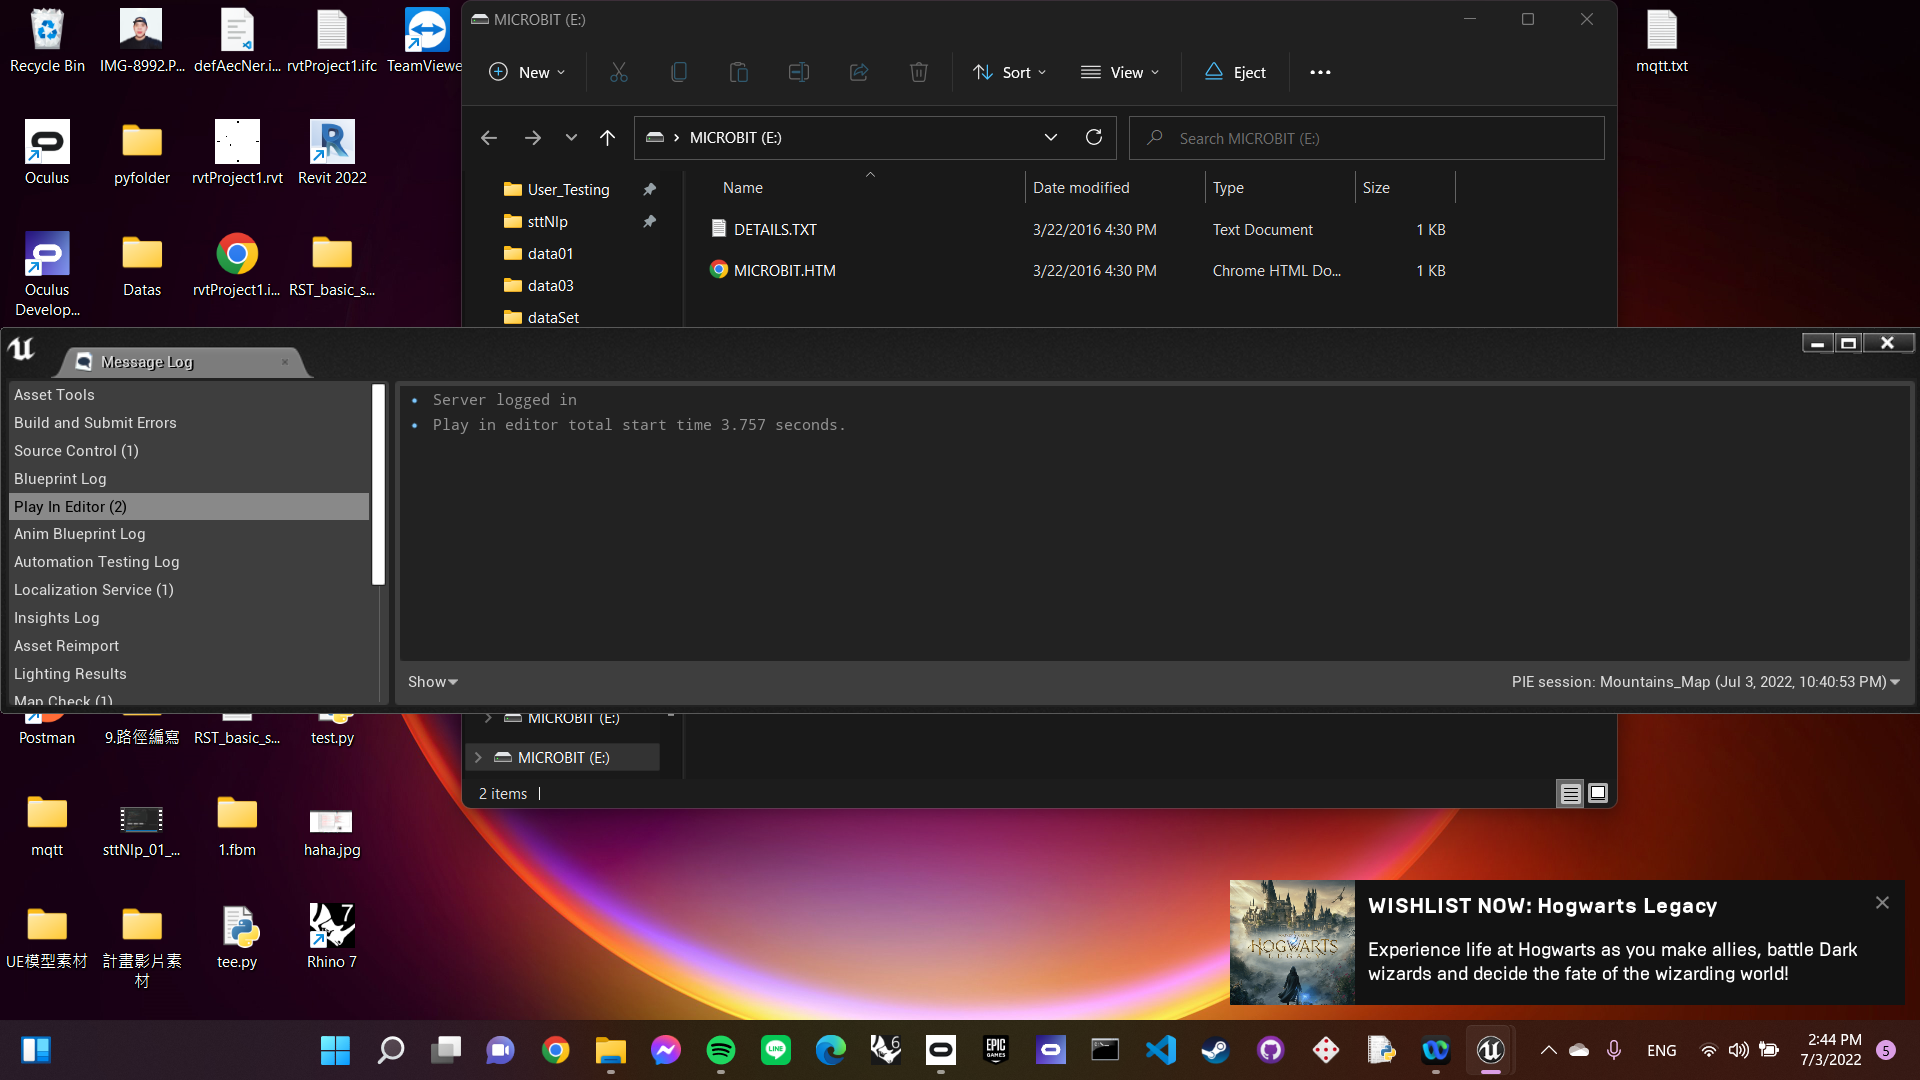 MICROBIT (E:)
New
Sort
View
Eject
MICROBIT (E:)
Search MICROBIT (E:)
User_Testing
sttNlp
data01
data03
dataSet
Name
Date modified
Type
Size
DETAILS.TXT
3/22/2016 4:30 PM
Text Document
1 KB
MICROBIT.HTM
3/22/2016 4:30 PM
Chrome HTML Do...
1 KB
Recycle Bin
IMG-8992.P...
defAecNer.i...
rvtProject1.ifc
TeamViewe
mqtt.txt
Oculus
pyfolder
rvtProject1.rvt
Revit 2022
Oculus
Develop...
Datas
rvtProject1.i...
RST_basic_s...
Message Log
Asset Tools
Build and Submit Errors
Source Control (1)
Blueprint Log
Play In Editor (2)
Anim Blueprint Log
Automation Testing Log
Localization Service (1)
Insights Log
Asset Reimport
Lighting Results
Map Check (1)
Server logged in
Play in editor total start time 3.757 seconds.
Show
PIE session: Mountains_Map (Jul 3, 2022, 10:40:53 PM)
Postman
9.路徑編寫
RST_basic_s...
test.py
MICROBIT (E:)
MICROBIT (E:)
2 items
mqtt
sttNlp_01_...
1.fbm
haha.jpg
UE模型素材
計畫影片素
材
tee.py
7
Rhino 7
HOGWARTS
LEGACY
WISHLIST NOW: Hogwarts Legacy
Experience life at Hogwarts as you make allies, battle Dark
wizards and decide the fate of the wizarding world!
LINE
6
EPIC
GAMES
ENG
2:44 PM
7/3/2022
5